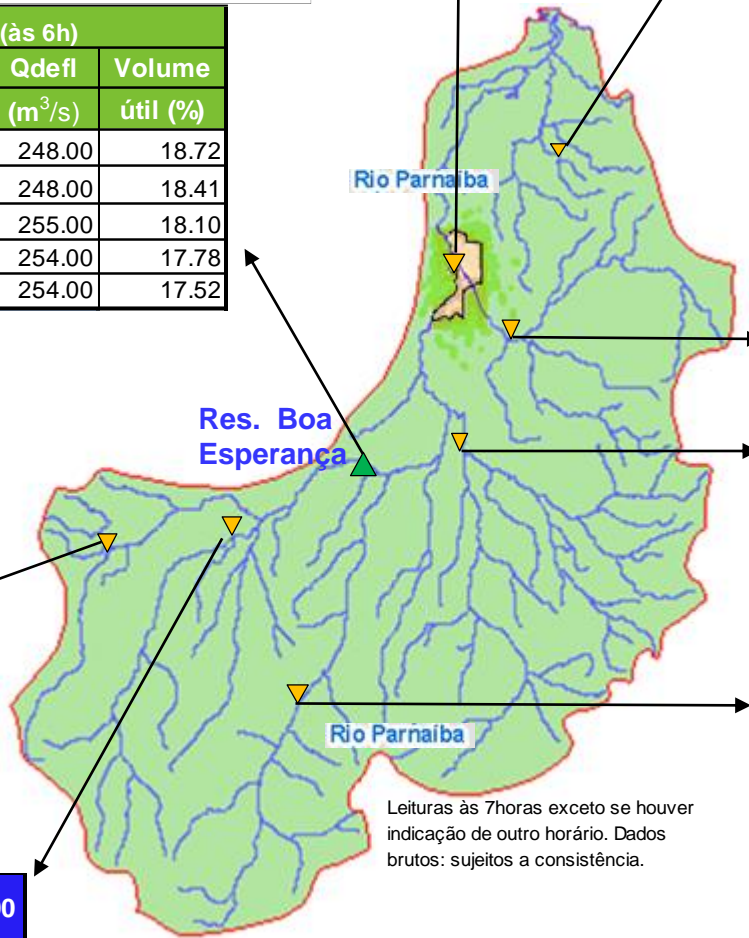 (às 6h)
Qdefl Volume
(m³/s) útil (%)
248.00 18.72
248.00 18.41
255.00 18.10
254.00 17.78
254.00 17.52
Rio Parnaíba
Res. Boa
Esperança
Rio Parnaíba
Leituras às 7horas exceto se houver
indicação de outro horário. Dados
brutos: sujeitos a consistência.